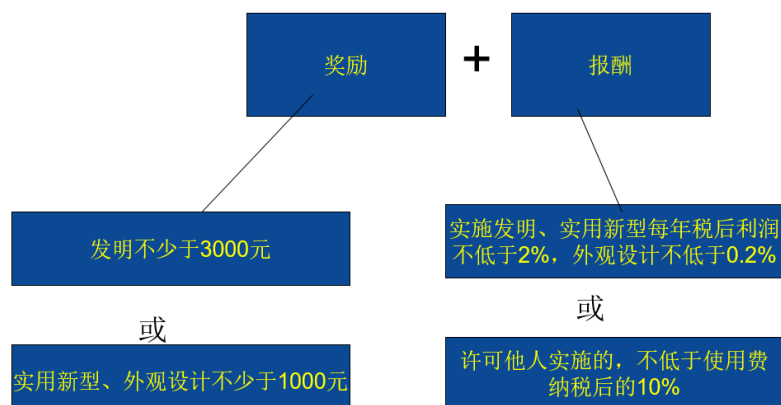 奖励
+
报酬
发明不少于3000元
实施发明、实用新型每年税后利润
不低于2%，外观设计不低于0.2%
或
或
实用新型、外观设计不少于1000元
许可他人实施的，不低于使用费
纳税后的10%